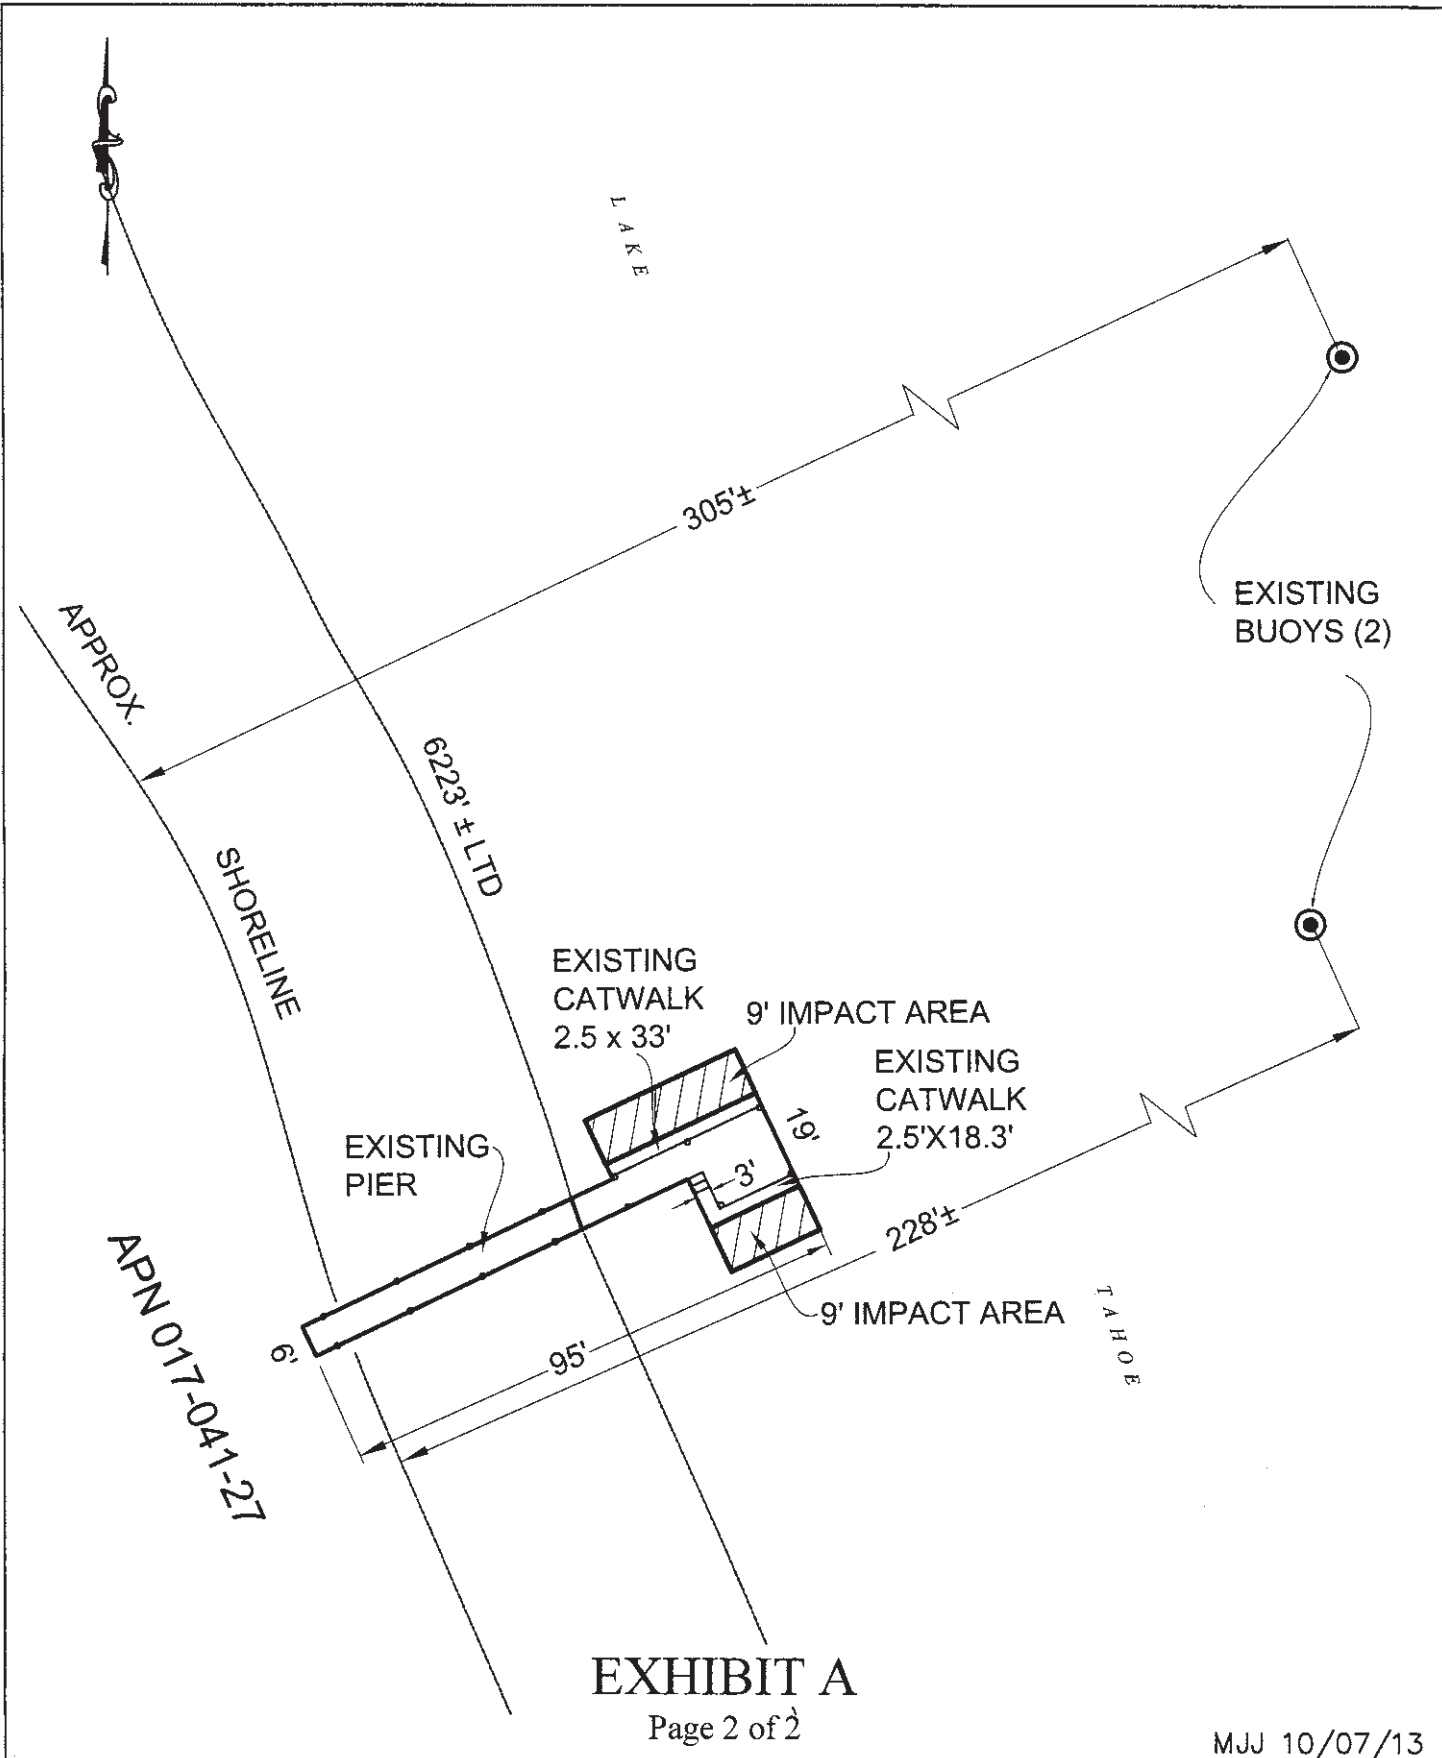 LAKE
305'±
EXISTING
BUOYS (2)
APPROX.
SHORELINE
6223' ± LTD
EXISTING
CATWALK
2.5 x 33'
9' IMPACT AREA
EXISTING
CATWALK
2.5'X18.3'
19'
3'
EXISTING
PIER
228'±
9' IMPACT AREA
95'
6'
TAHOE
APN 017-041-27
EXHIBIT A
Page 2 of 2
MJJ 10/07/13